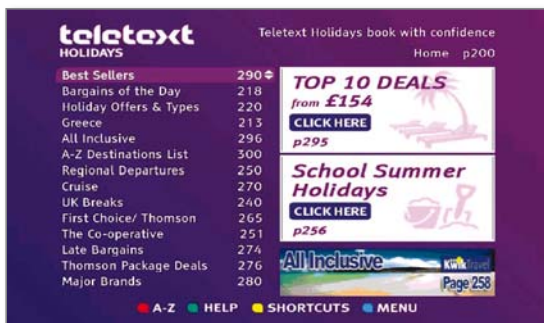 teletext
HOLIDAYS
Teletext Holidays book with confidence
Home p200
Best Sellers 290
Bargains of the Day 218
Holiday Offers & Types 220
Greece 213
All Inclusive 296
A-Z Destinations List 300
Regional Departures 250
Cruise 270
UK Breaks 240
First Choice/ Thomson 265
The Co-operative 251
Late Bargains 274
Thomson Package Deals 276
Major Brands 280
TOP 10 DEALS
from £154
CLICK HERE
p295
School Summer
Holidays
CLICK HERE
p256
All Inclusive
KwikTravel
Page 258
A-Z HELP SHORTCUTS MENU